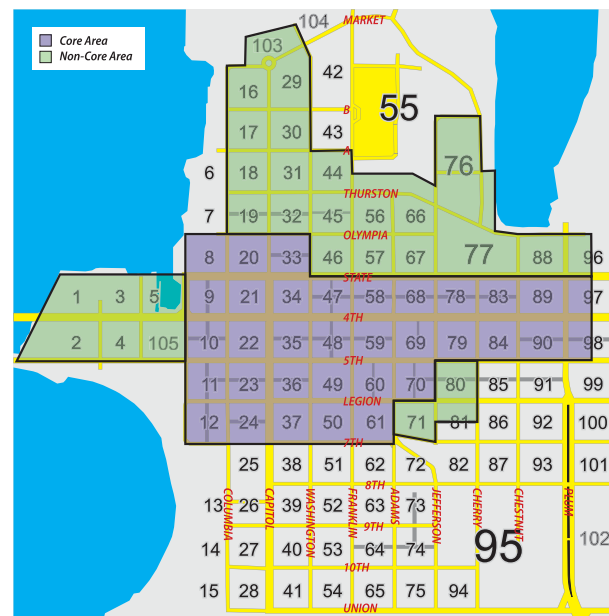 104 MARKET
Core Area
Non-Core Area
103
42
16 29
55
B
17 30 43
A
6 18 31 44 76
THURSTON
7 19 32 45 56 66
OLYMPIA
8 20 33 46 57 67 77 88 96
STATE
1 3 5 9 21 34 47 58 68 78 83 89 97
4TH
2 4 105 10 22 35 48 59 69 79 84 90 98
5TH
11 23 36 49 60 70 80 85 91 99
LEGION
12 24 37 50 61 71 81 86 92 100
7TH
25 38 51 62 72 82 87 93 101
8TH
COLUMBIA
CAPITOL
WASHINGTON
FRANKLIN
ADAMS
JEFFERSON
CHERRY
CHESTNUT
PLUM
13 26 39 52 63 73
9TH
14 27 40 53 64 74 95 102
10TH
15 28 41 54 65 75 94
UNION